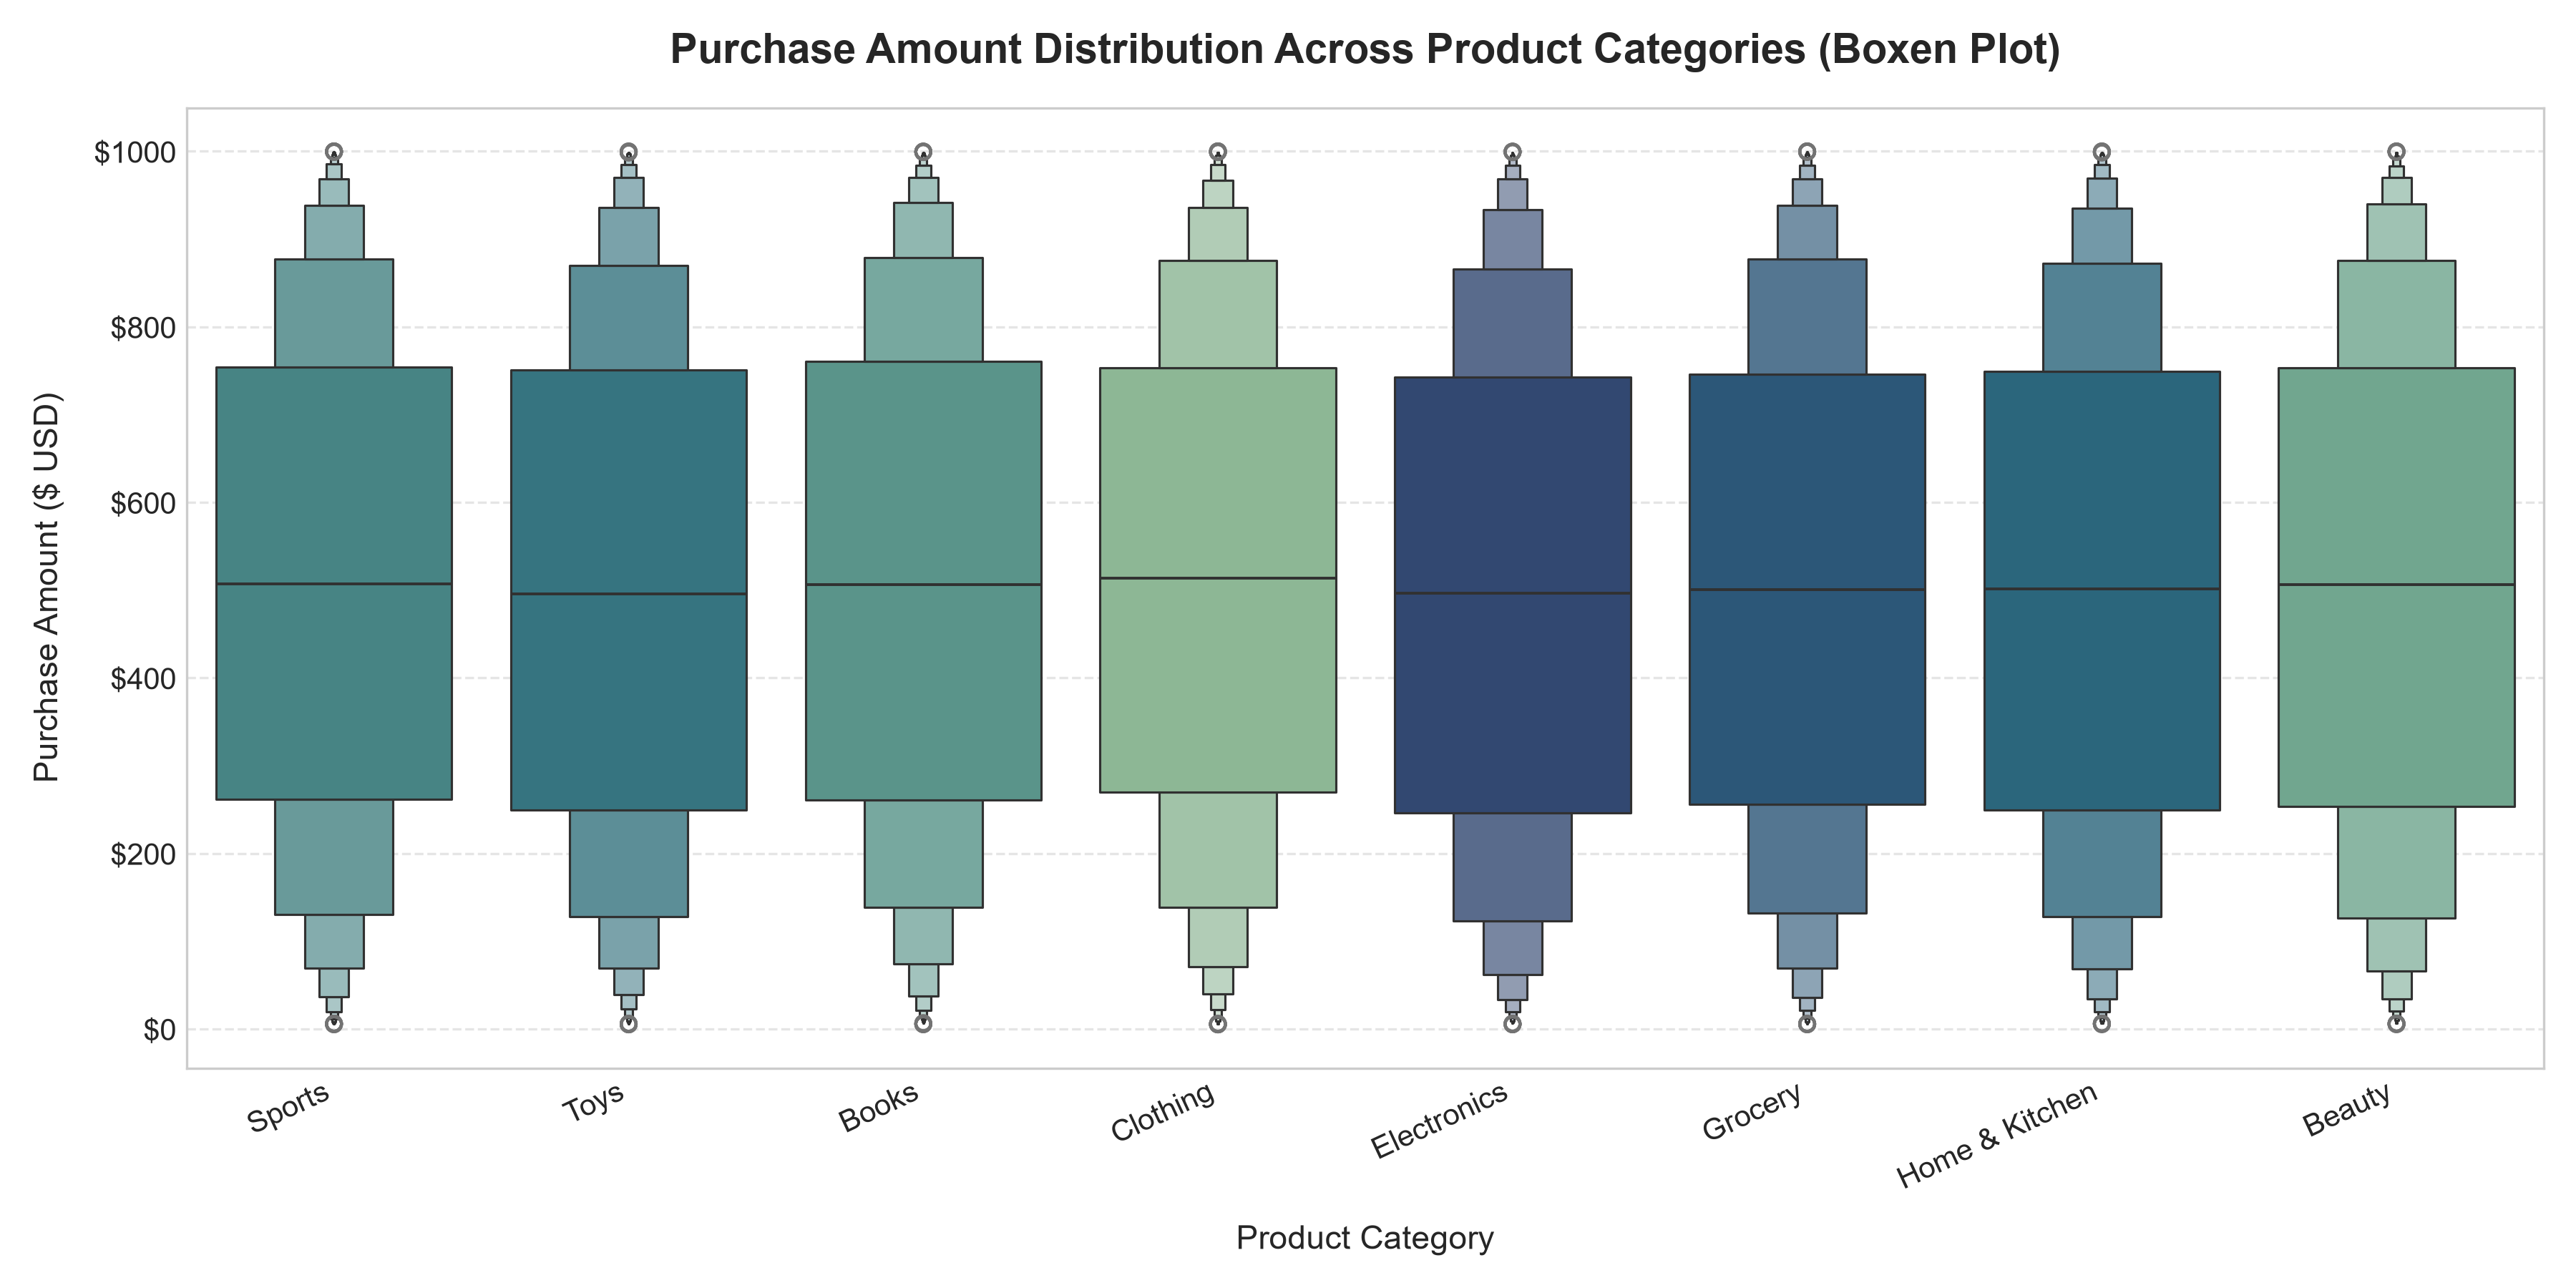 Purchase Amount Distribution Across Product Categories (Boxen Plot)
Purchase Amount ($ USD)
$1000
$800
$600
$400
$200
$0
Sports
Toys
Books
Clothing
Electronics
Grocery
Home & Kitchen
Beauty
Product Category